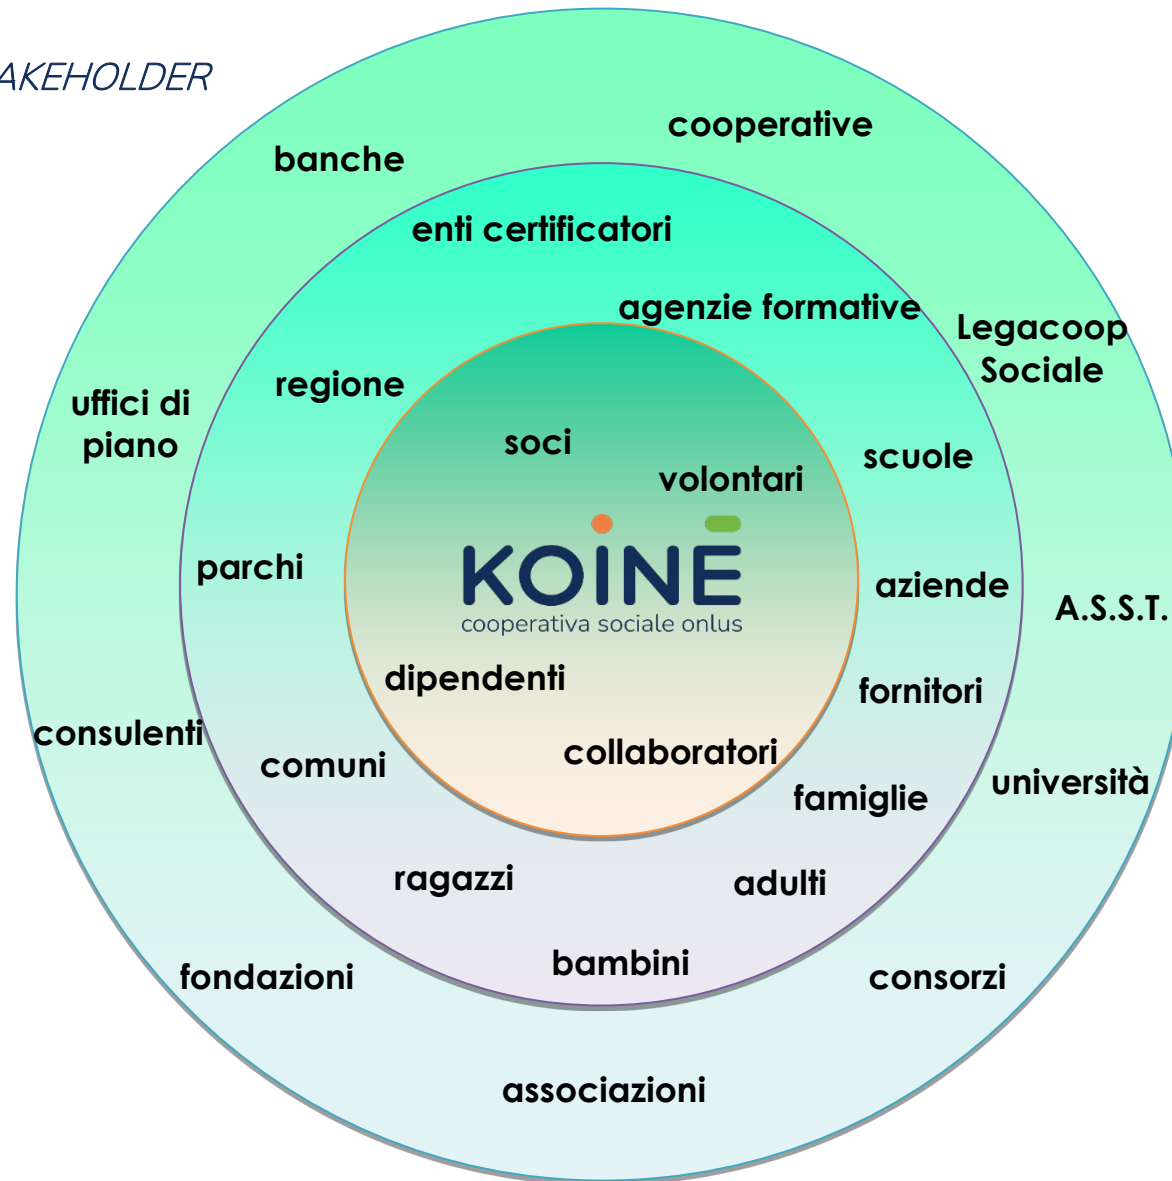 AKEHOLDER
cooperative
banche
enti certificatori
agenzie formative
Legacoop
Sociale
regione
uffici di
piano
soci
scuole
volontari
parchi
KOINĒ
aziende
A.S.S.T.
cooperativa sociale onlus
dipendenti
fornitori
consulenti
collaboratori
comuni
università
famiglie
ragazzi
adulti
bambini
fondazioni
consorzi
associazioni